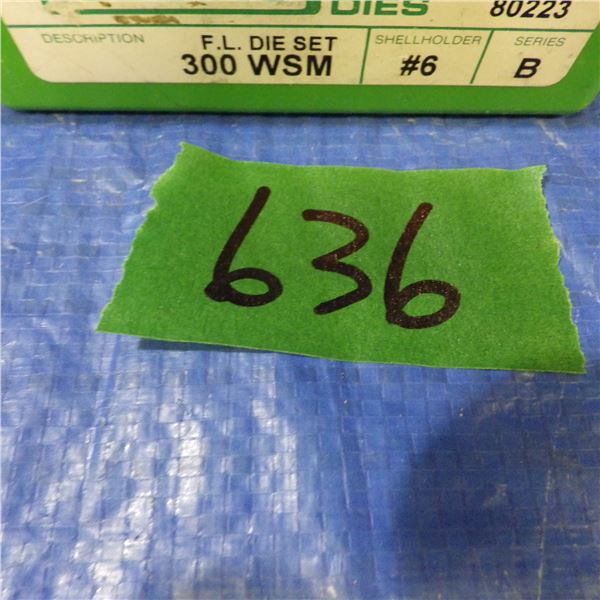 DIES 80223
DESCRIPTION F.L. DIE SET SHELLHOLDER SERIES
300 WSM #6 B
636